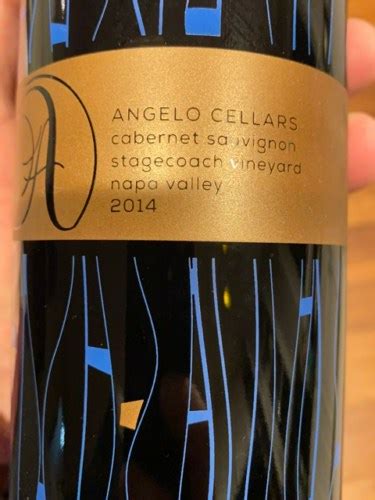 A
ANGELO CELLARS
cabernet sauvignon
stagecoach vineyard
napa valley
2014